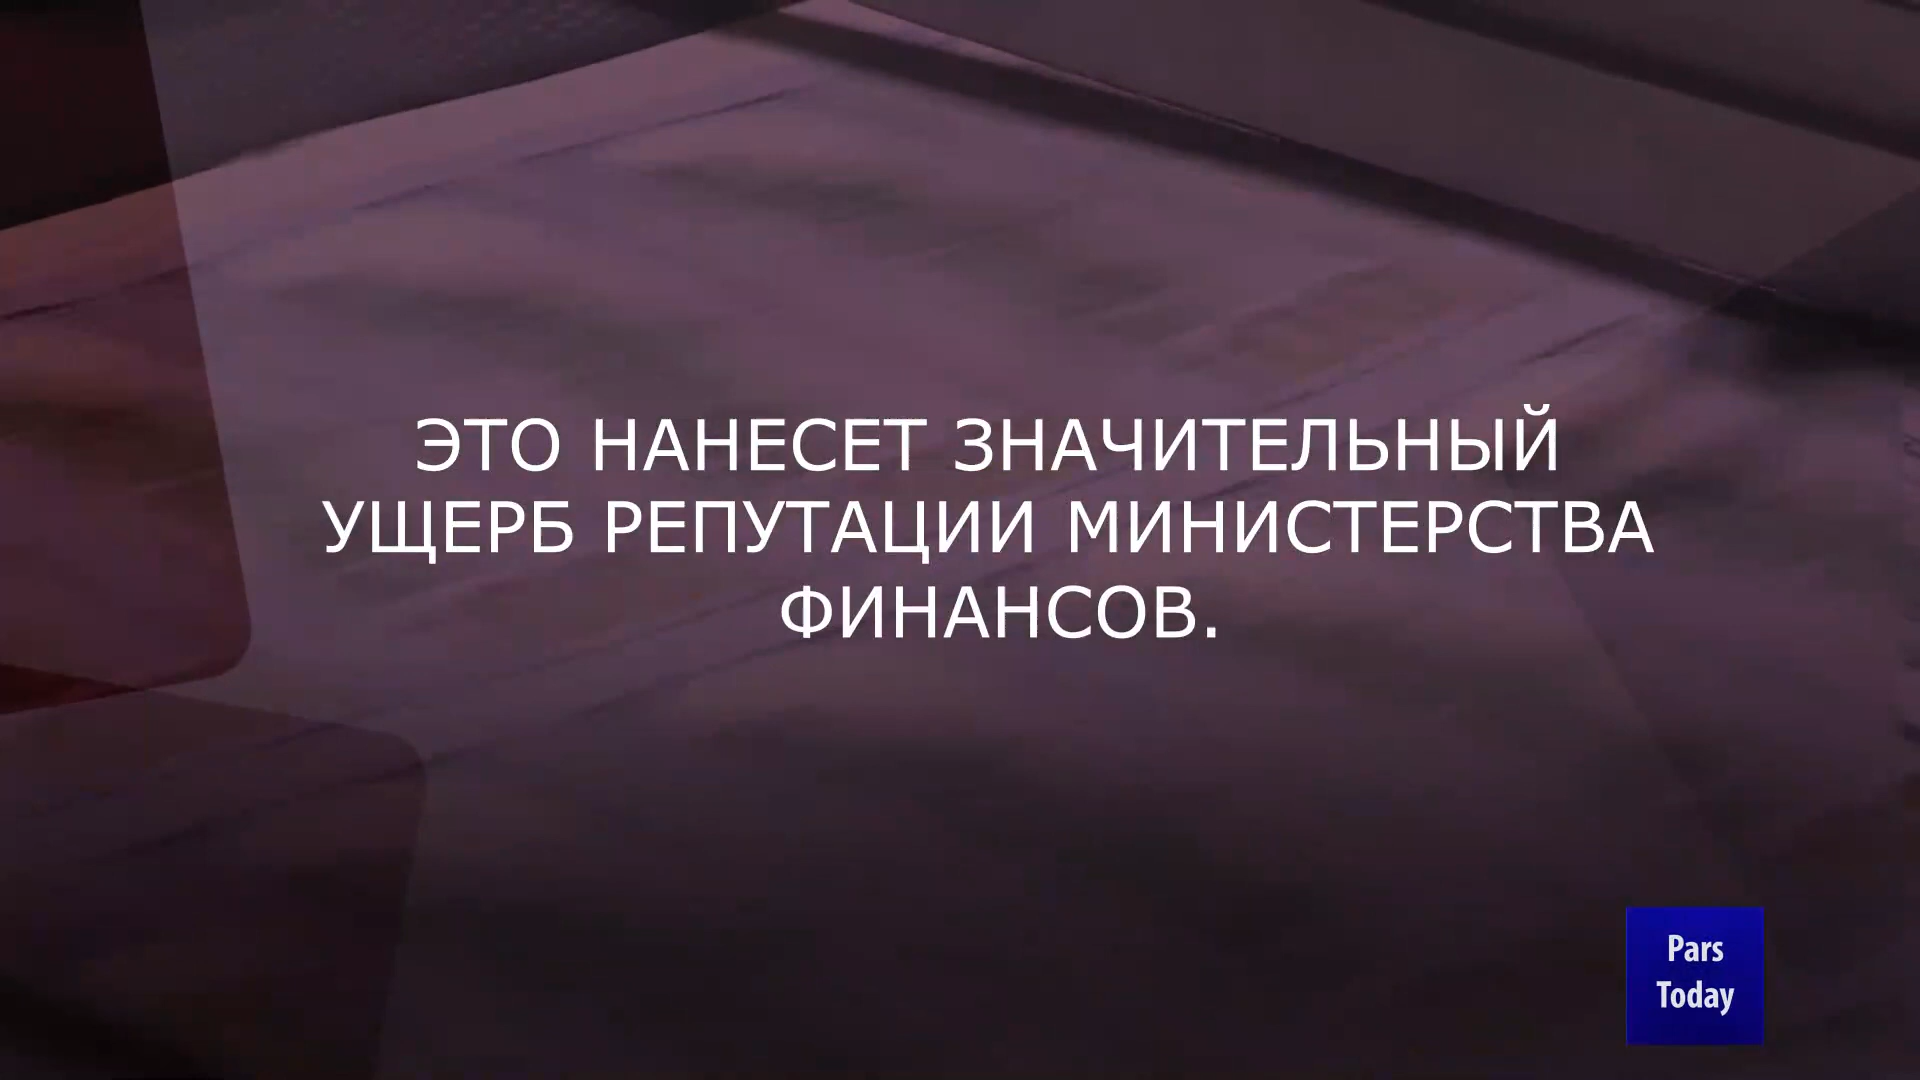 ЭТО НАНЕСЕТ ЗНАЧИТЕЛЬНЫЙ
УЩЕРБ РЕПУТАЦИИ МИНИСТЕРСТВА
ФИНАНСОВ.
Pars
Today